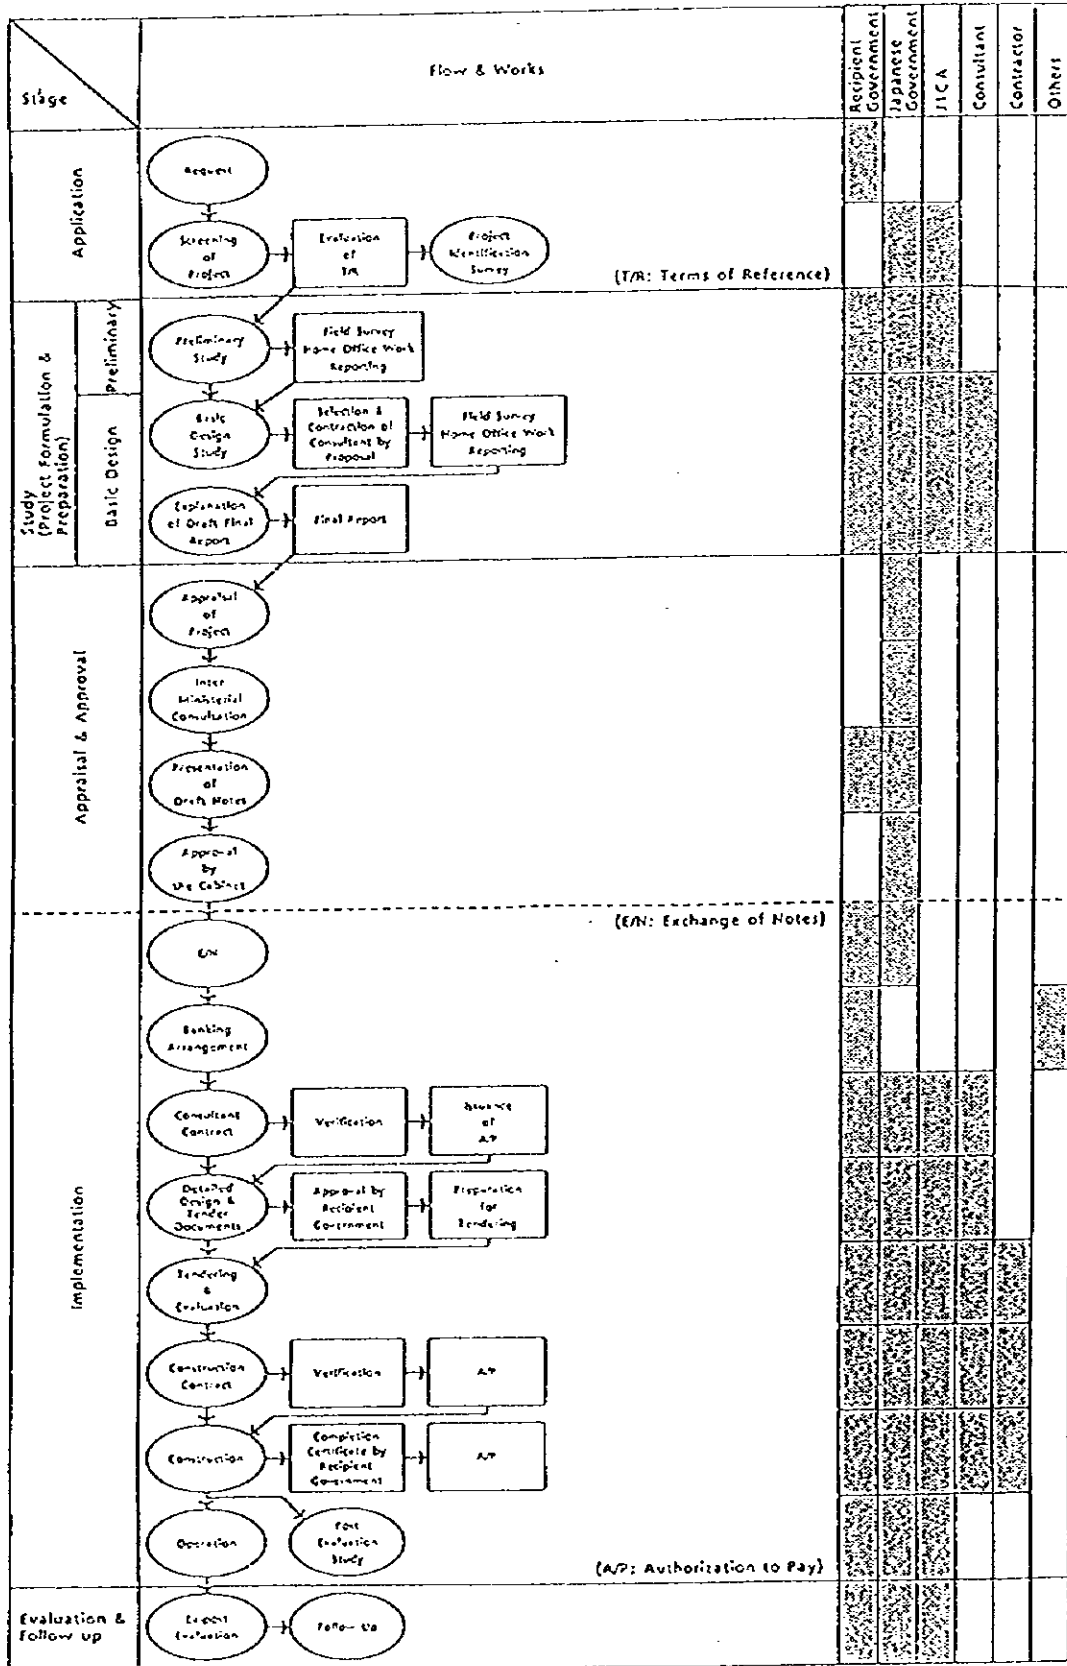 Stage
Flow & Works
Recipient
Government
Japanese
Government
JICA
Consultant
Contractor
Others
Application
Request
Screening
of
Project
Evaluation
of
T/R
Project
Identification
Survey
(T/R: Terms of Reference)
Study
(Project Formulation &
Preparation)
Preliminary
Preliminary
Study
Field Survey
Home Office Work
Reporting
Basic Design
Basic
Design
Study
Selection &
Contraction of
Consultant by
Proposal
Field Survey
Home Office Work
Reporting
Explanation
of Draft Final
Report
Final Report
Appraisal & Approval
Appraisal
of
Project
Inter
Ministerial
Consultation
Presentation
of
Draft Notes
Approval
by
the Cabinet
(E/N: Exchange of Notes)
Implementation
E/N
Banking
Arrangement
Consultant
Contract
Verification
Issuance
of
A/P
Detailed
Design &
Tender
Documents
Approval by
Recipient
Government
Preparation
for
Tendering
Tendering
&
Evaluation
Construction
Contract
Verification
A/P
Construction
Completion
Certificate by
Recipient
Government
A/P
Operation
Post
Evaluation
Study
(A/P: Authorization to Pay)
Evaluation &
Follow up
Expost
Evaluation
Follow Up